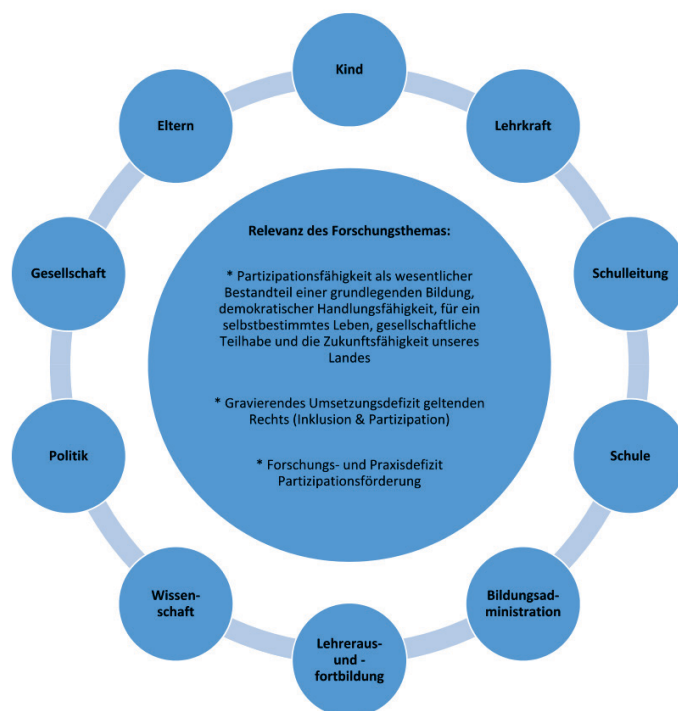 Kind
Lehrkraft
Schulleitung
Schule
Bildungsad-
ministration
Lehreraus-
und -
fortbildung
Wissen-
schaft
Politik
Gesellschaft
Eltern
Relevanz des Forschungsthemas:
* Partizipationsfähigkeit als wesentlicher
Bestandteil einer grundlegenden Bildung,
demokratischer Handlungsfähigkeit, für ein
selbstbestimmtes Leben, gesellschaftliche
Teilhabe und die Zukunftsfähigkeit unseres
Landes
* Gravierendes Umsetzungsdefizit geltenden
Rechts (Inklusion & Partizipation)
* Forschungs- und Praxisdefizit
Partizipationsförderung